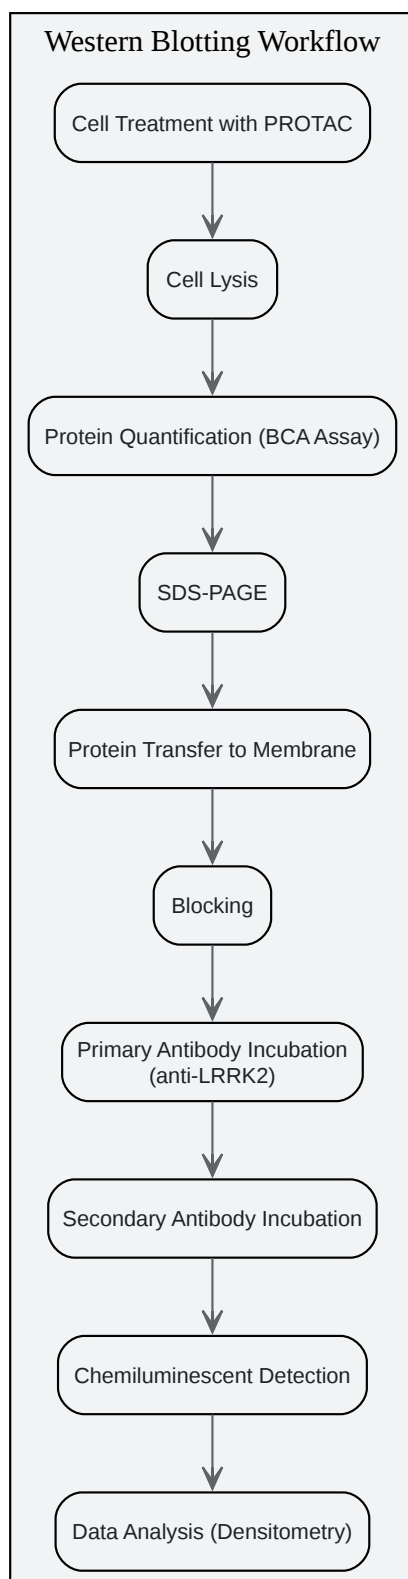 Western Blotting Workflow
Cell Treatment with PROTAC
Cell Lysis
Protein Quantification (BCA Assay)
SDS-PAGE
Protein Transfer to Membrane
Blocking
Primary Antibody Incubation
(anti-LRRK2)
Secondary Antibody Incubation
Chemiluminescent Detection
Data Analysis (Densitometry)